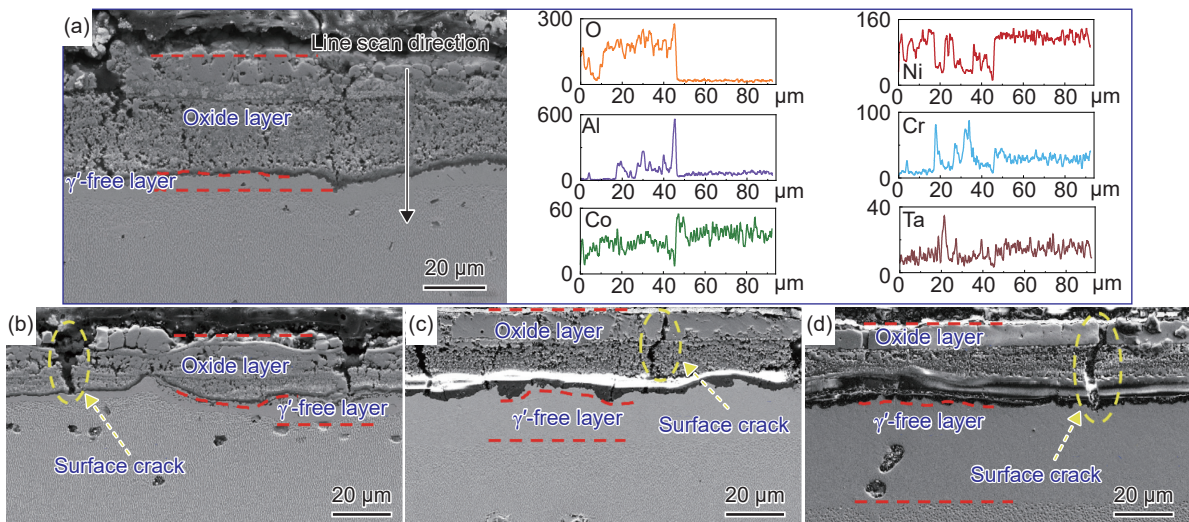 (a)
Line scan direction
Oxide layer
γ′-free layer
20 μm
300
O
0
0 20 40 60 80 μm
600
Al
0
0 20 40 60 80 μm
60
Co
0
0 20 40 60 80 μm
160
Ni
0
0 20 40 60 80 μm
100
Cr
0
0 20 40 60 80 μm
40
Ta
0
0 20 40 60 80 μm
(b)
Oxide layer
γ′-free layer
Surface crack
20 μm
(c)
Oxide layer
γ′-free layer
Surface crack
20 μm
(d)
Oxide layer
γ′-free layer
Surface crack
20 μm